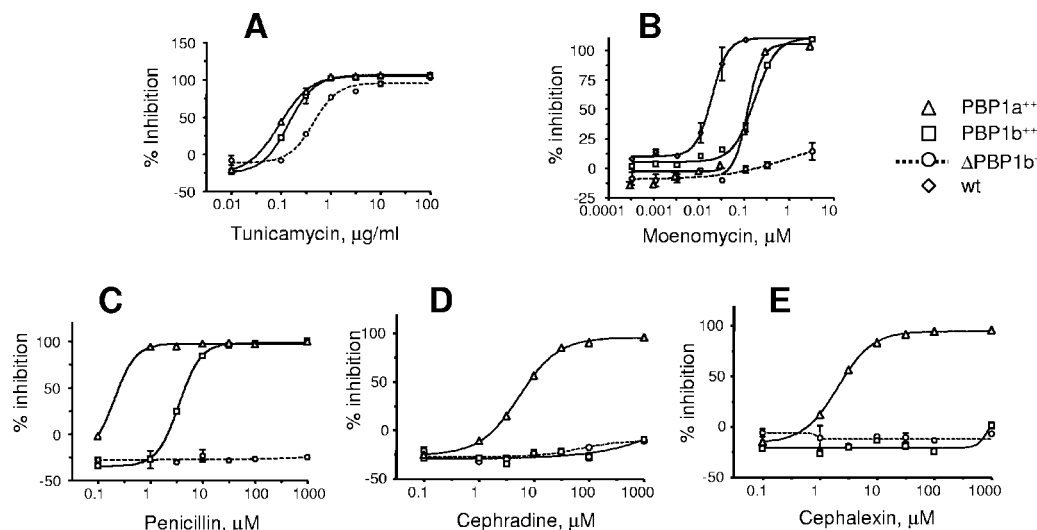 A
150
100
50
0
-50
% Inhibition
0.01 0.1 1 10 100
Tunicamycin, μg/ml
B
100
75
50
25
0
-25
% inhibition
0.0001 0.001 0.01 0.1 1 10
Moenomycin, μM
PBP1a++
PBP1b++
ΔPBP1b-
wt
C
100
50
0
-50
% inhibition
0.1 1 10 100 1000
Penicillin, μM
D
100
50
0
-50
% inhibition
0.1 1 10 100 1000
Cephradine, μM
E
100
50
0
-50
% inhibition
0.1 1 10 100 1000
Cephalexin, μM